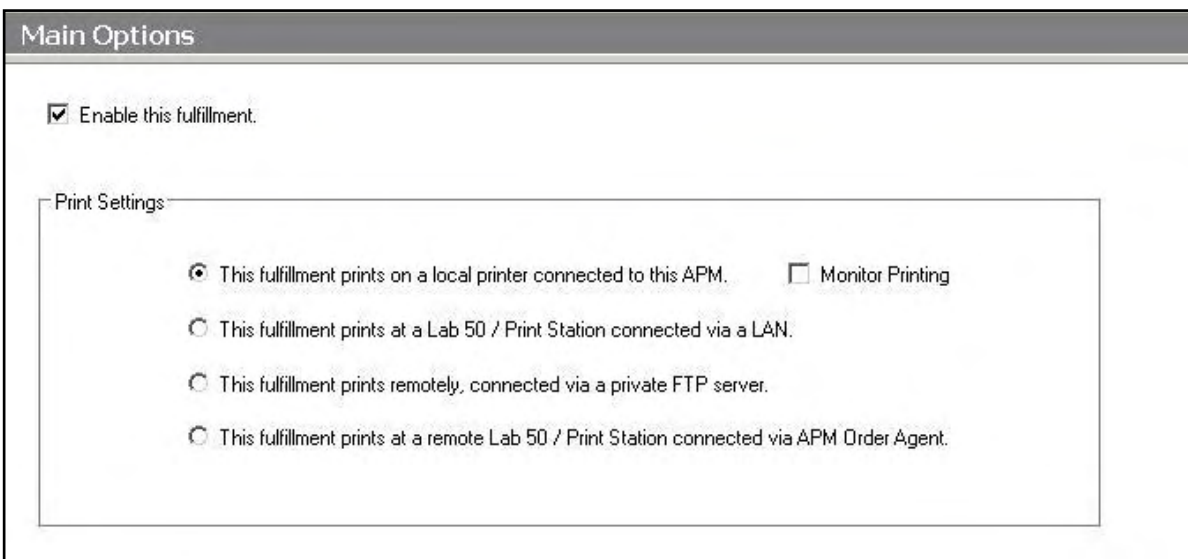 Main Options
Enable this fulfillment.
Print Settings
This fulfillment prints on a local printer connected to this APM. Monitor Printing
This fulfillment prints at a Lab 50 / Print Station connected via a LAN.
This fulfillment prints remotely, connected via a private FTP server.
This fulfillment prints at a remote Lab 50 / Print Station connected via APM Order Agent.